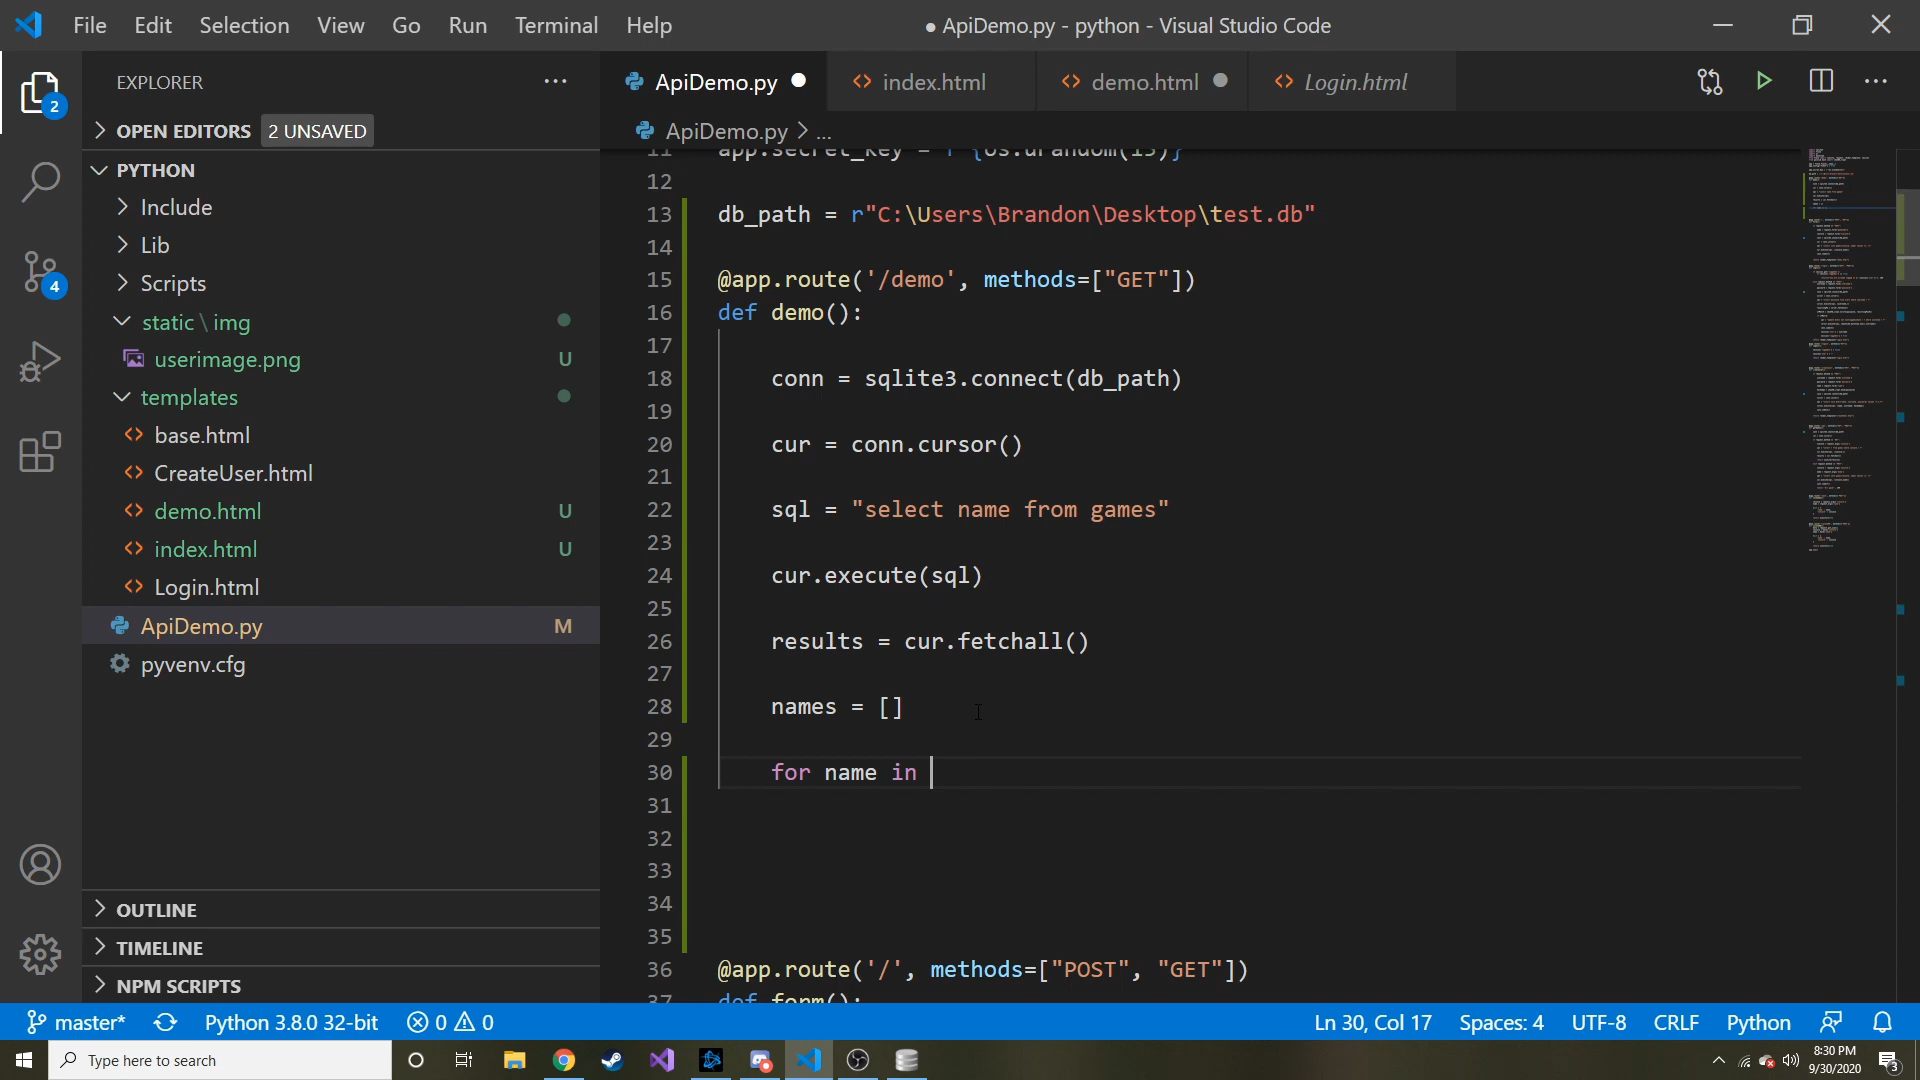 File Edit Selection View Go Run Terminal Help
● ApiDemo.py - python - Visual Studio Code
EXPLORER
OPEN EDITORS 2 UNSAVED
PYTHON
Include
Lib
Scripts
static \ img
userimage.png U
templates
base.html
CreateUser.html
demo.html U
index.html U
Login.html
ApiDemo.py M
pyvenv.cfg
OUTLINE
TIMELINE
NPM SCRIPTS
2
4
ApiDemo.py index.html demo.html Login.html
ApiDemo.py > ...
12
13 db_path = r"C:\Users\Brandon\Desktop\test.db"
14
15 @app.route('/demo', methods=["GET"])
16 def demo():
17
18 conn = sqlite3.connect(db_path)
19
20 cur = conn.cursor()
21
22 sql = "select name from games"
23
24 cur.execute(sql)
25
26 results = cur.fetchall()
27
28 names = []
29
30 for name in
31
32
33
34
35
36 @app.route('/', methods=["POST", "GET"])
37 def form():
master* Python 3.8.0 32-bit 0 0 Ln 30, Col 17 Spaces: 4 UTF-8 CRLF Python
Type here to search
8:30 PM
9/30/2020
3